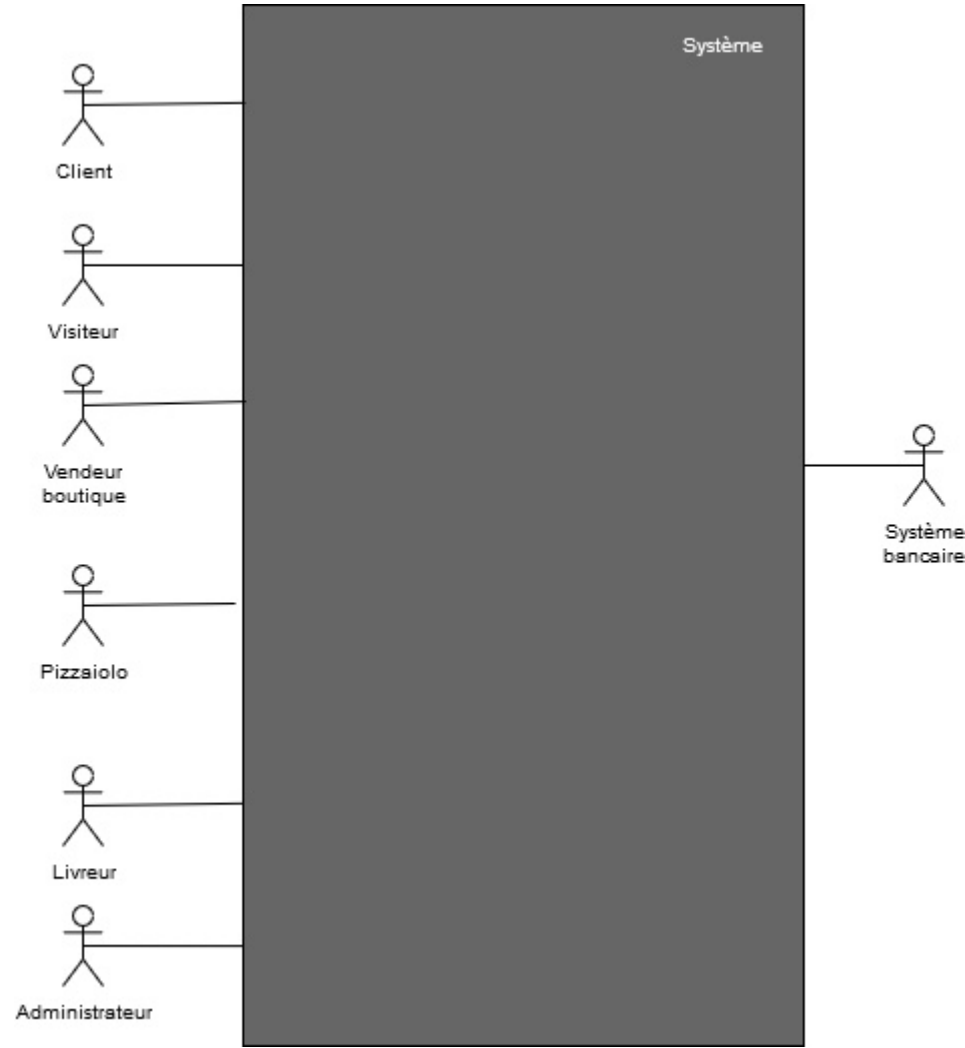 Système
Client
Visiteur
Vendeur
boutique
Système
bancaire
Pizzaiolo
Livreur
Administrateur